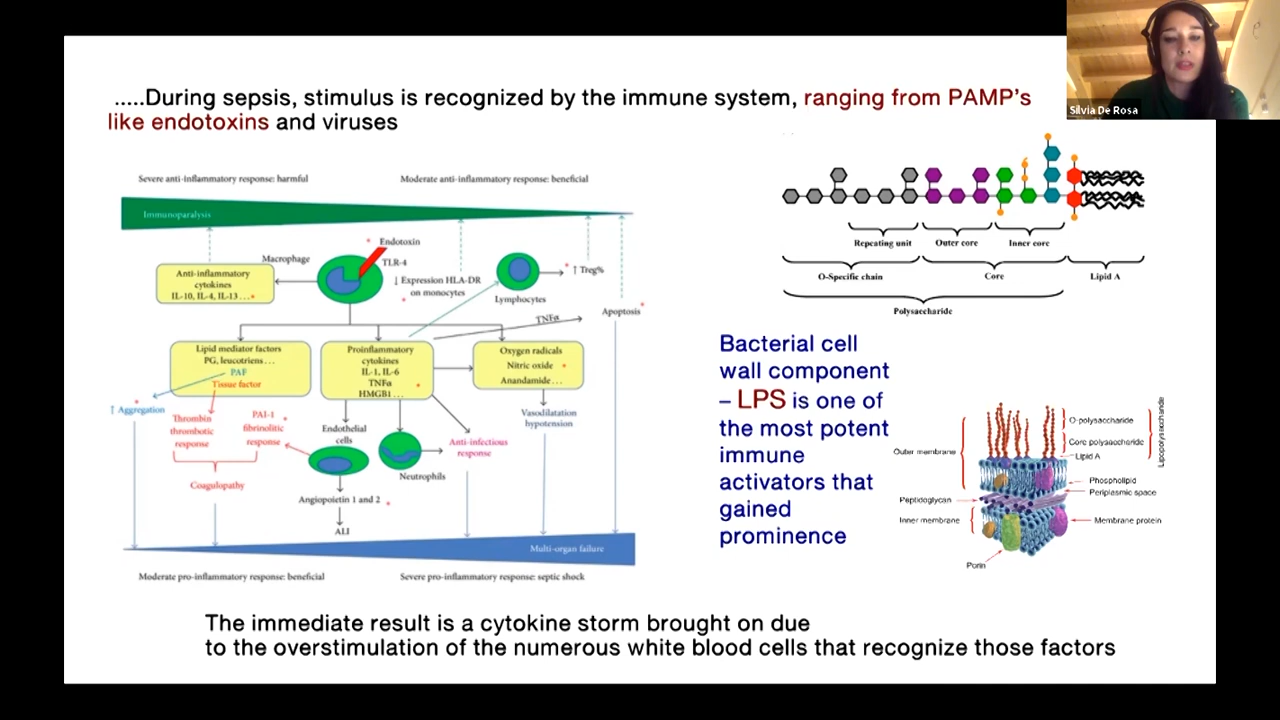 .....During sepsis, stimulus is recognized by the immune system, ranging from PAMP's
like endotoxins and viruses
Silvia De Rosa
Severe anti-inflammatory response: harmful
Moderate anti-inflammatory response: beneficial
Immunoparalysis
Endotoxin
TLR-4
Macrophage
Anti-inflammatory
cytokines
IL-10, IL-4, IL-13…
↓ Expression HLA-DR
on monocytes
Lymphocytes
↑ Treg%
TNFα
Apoptosis
Lipid mediator factors
PG, leucotriens…
PAF
Tissue factor
Proinflammatory
cytokines
IL-1, IL-6
TNFα
HMGB1…
Oxygen radicals
Nitric oxide
Anandamide…
↑ Aggregation
Thrombin
thrombotic
response
PAI-1
fibrinolitic
response
Coagulopathy
Endothelial
cells
Neutrophils
Anti-infectious
response
Vasodilatation
hypotension
Angiopoietin 1 and 2
ALI
Multi-organ failure
Moderate pro-inflammatory response: beneficial
Severe pro-inflammatory response: septic shock
Repeating unit
Outer core
Inner core
O-Specific chain
Core
Lipid A
Polysaccharide
Bacterial cell
wall component
– LPS is one of
the most potent
immune
activators that
gained
prominence
Outer membrane
Peptidoglycan
Inner membrane
Porin
O-polysaccharide
Core polysaccharide
Lipid A
Lipopolysaccharide
Phospholipid
Periplasmic space
Membrane protein
The immediate result is a cytokine storm brought on due
to the overstimulation of the numerous white blood cells that recognize those factors